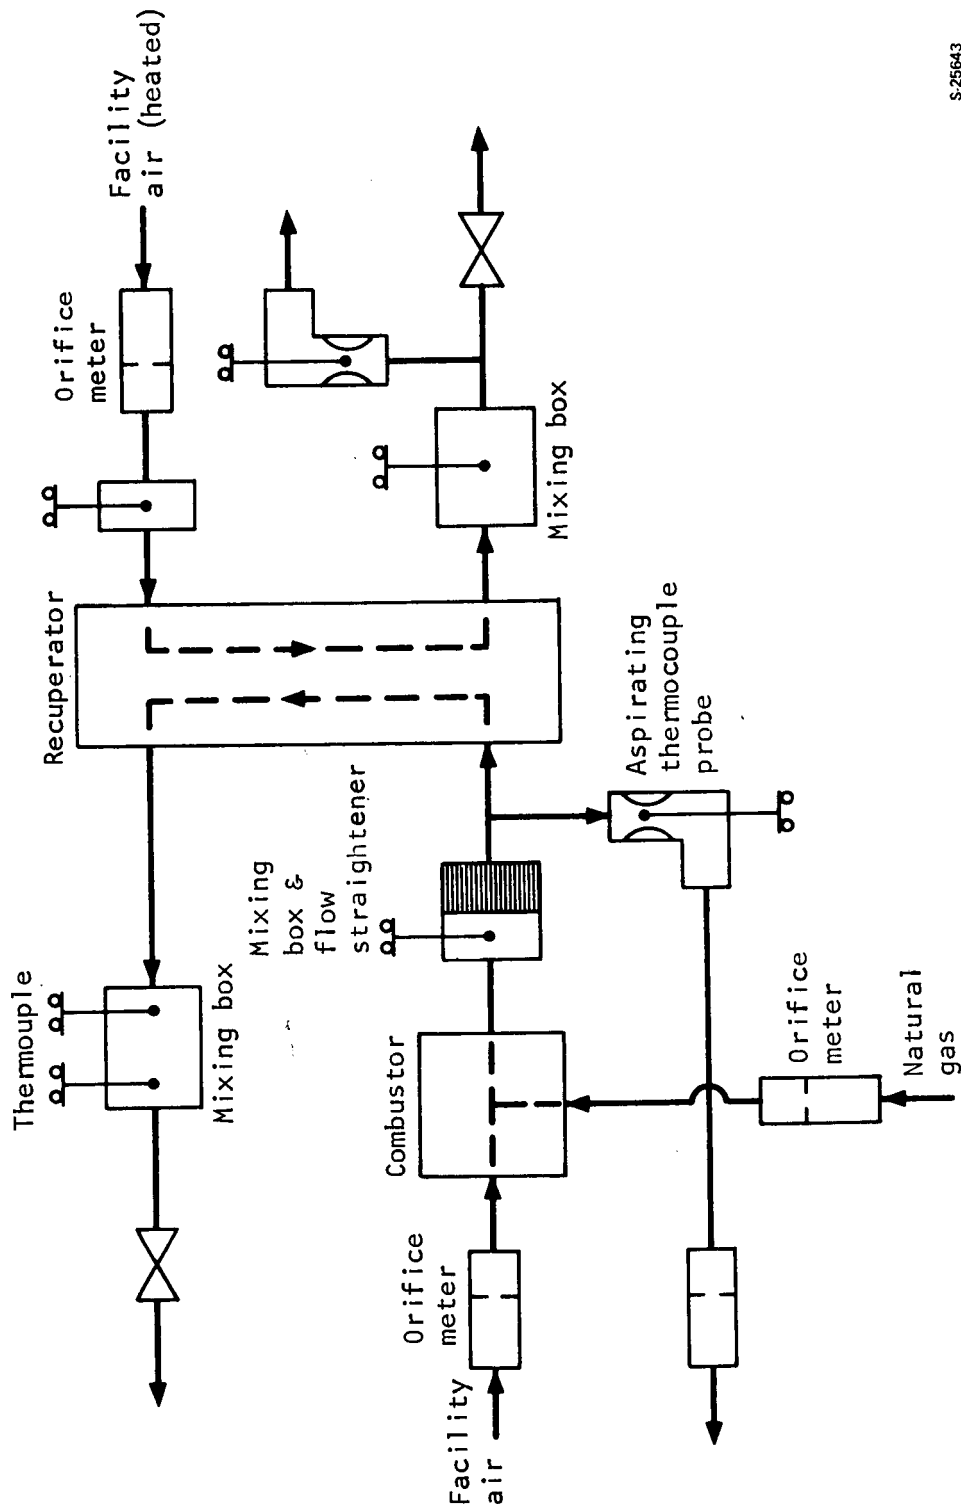 Thermouple
Mixing box
Recuperator
Orifice
meter
Facility
air (heated)
Mixing
box &
flow
straightener
Combustor
Mixing box
Orifice
meter
Facility
air
Aspirating
thermocouple
probe
Orifice
meter
Natural
gas
S-25643